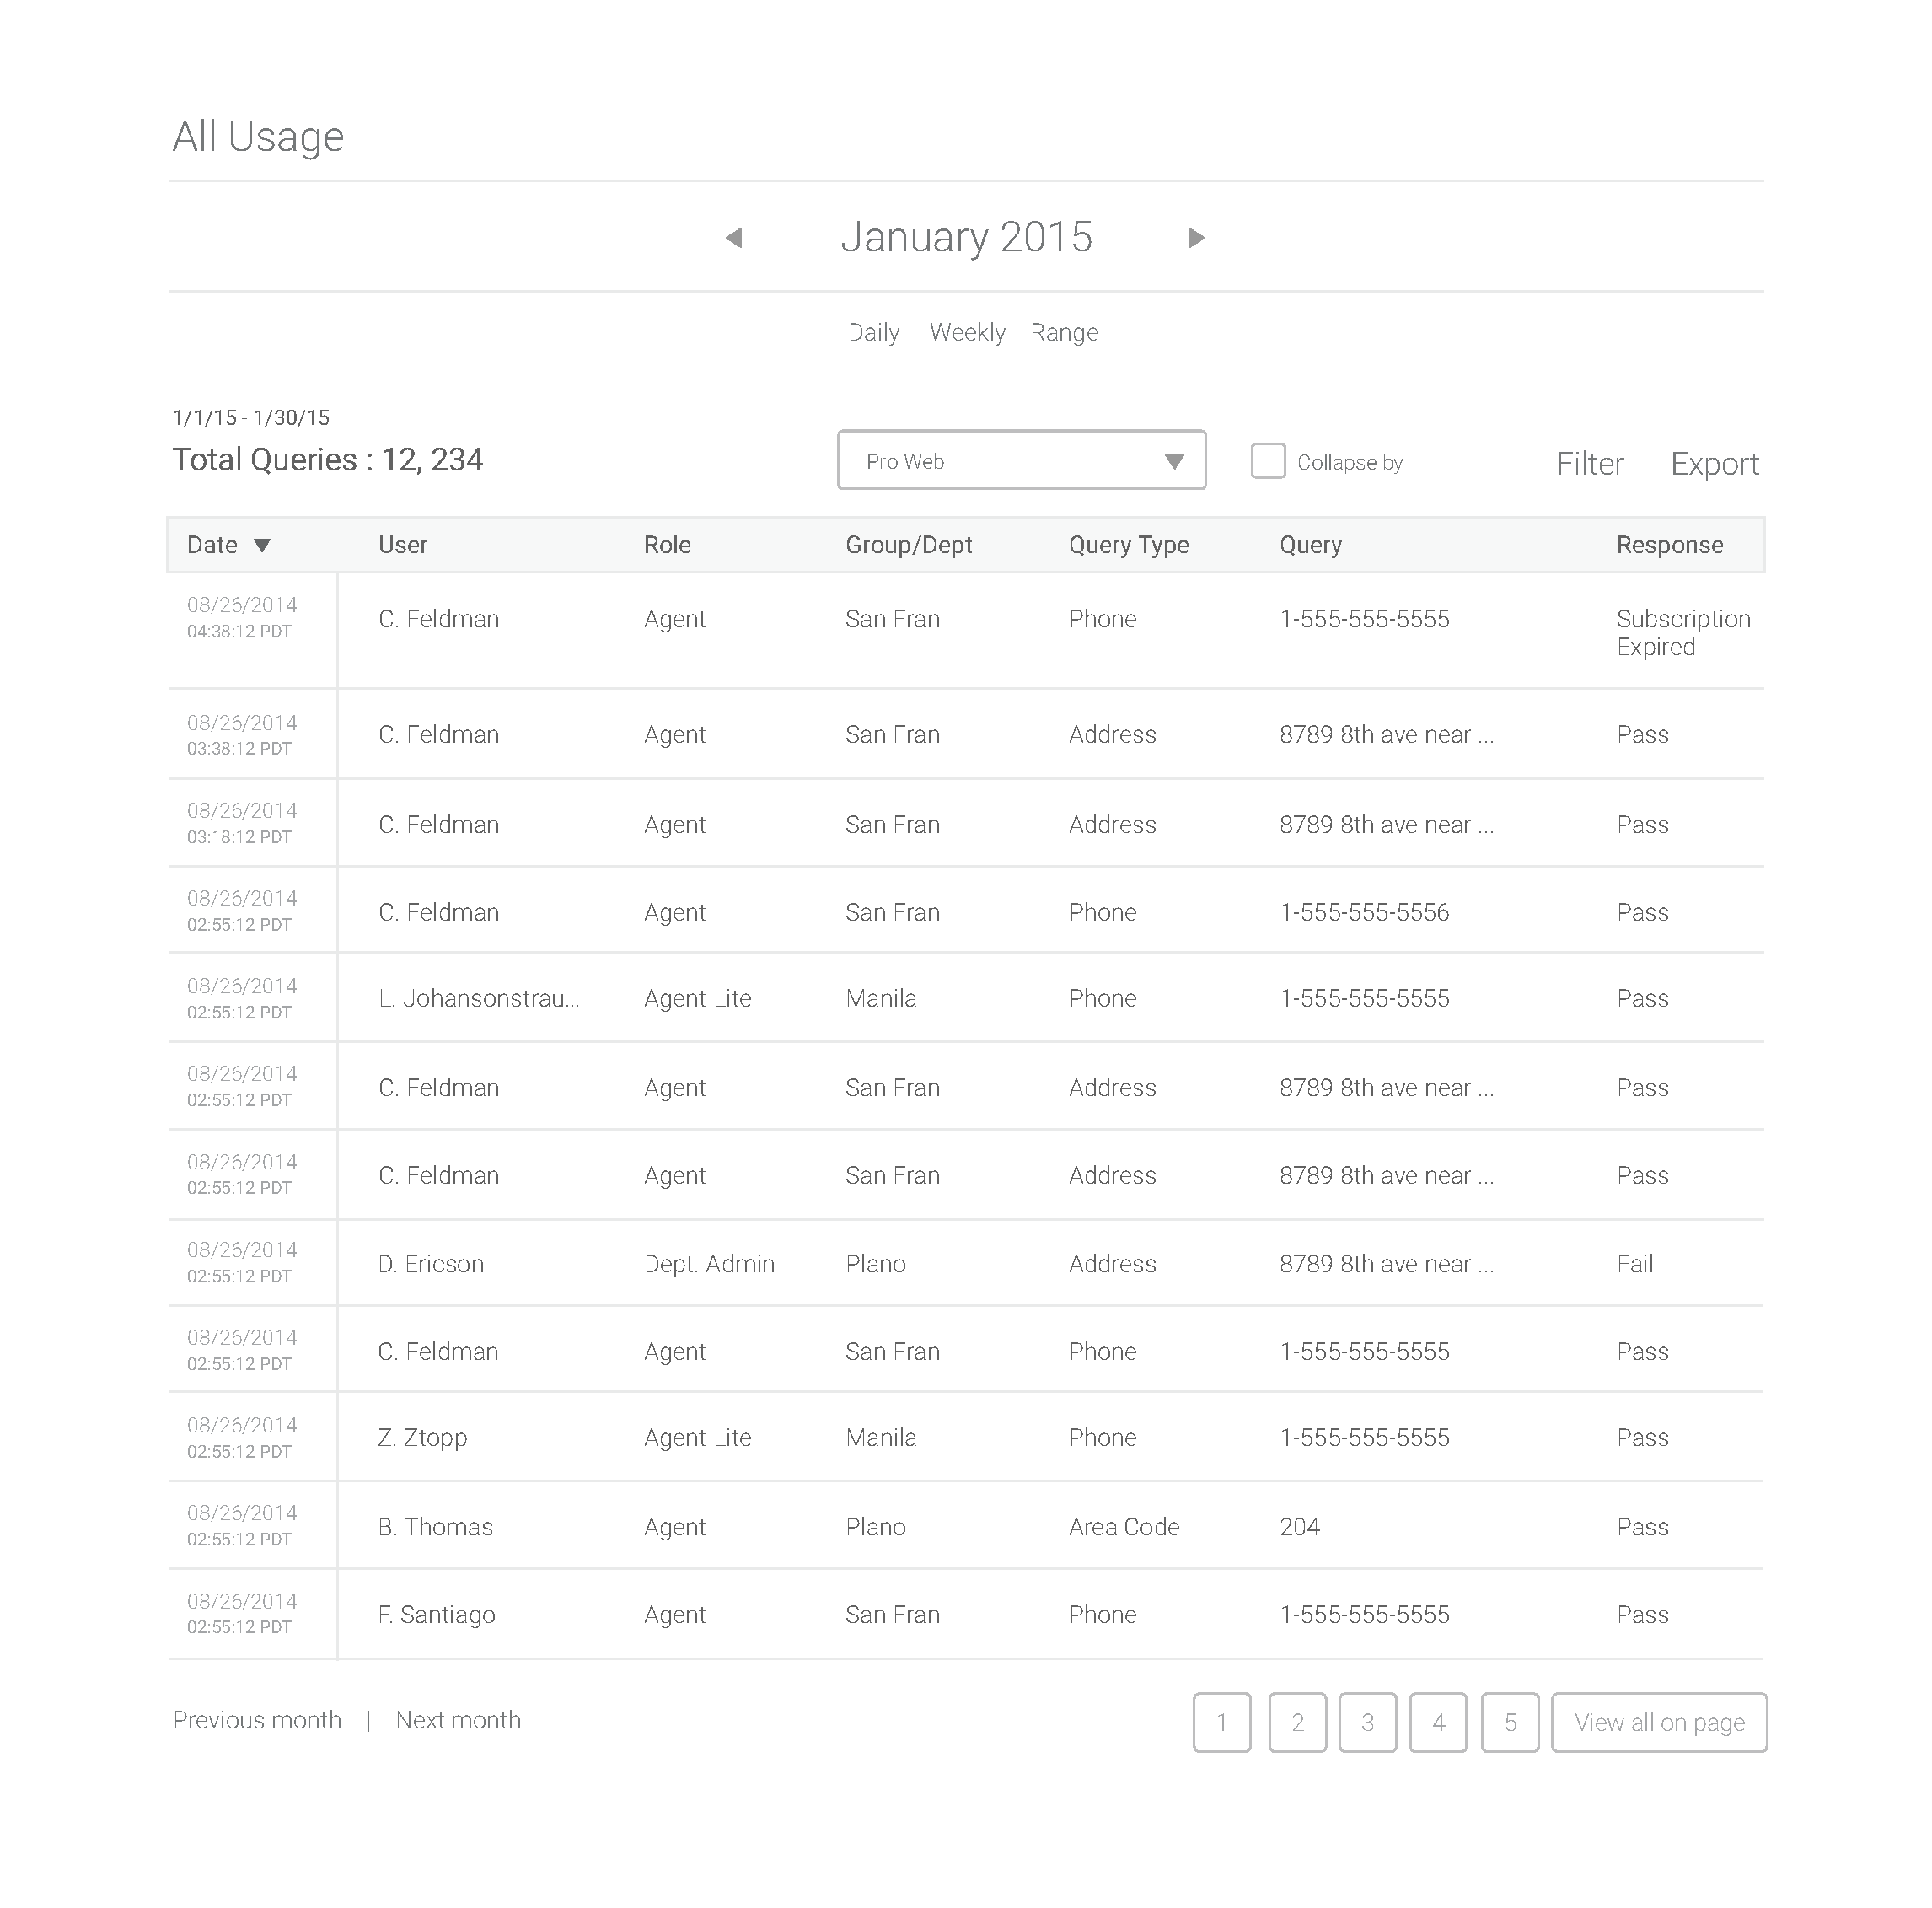 All Usage
January 2015
Daily Weekly Range
1/1/15 - 1/30/15
Total Queries : 12, 234
Pro Web
Collapse by ________
Filter Export
Date User Role Group/Dept Query Type Query Response
08/26/2014
04:38:12 PDT
C. Feldman Agent San Fran Phone 1-555-555-5555 Subscription
Expired
08/26/2014
03:38:12 PDT
C. Feldman Agent San Fran Address 8789 8th ave near ... Pass
08/26/2014
03:18:12 PDT
C. Feldman Agent San Fran Address 8789 8th ave near ... Pass
08/26/2014
02:55:12 PDT
C. Feldman Agent San Fran Phone 1-555-555-5556 Pass
08/26/2014
02:55:12 PDT
L. Johansonstrau... Agent Lite Manila Phone 1-555-555-5555 Pass
08/26/2014
02:55:12 PDT
C. Feldman Agent San Fran Address 8789 8th ave near ... Pass
08/26/2014
02:55:12 PDT
C. Feldman Agent San Fran Address 8789 8th ave near ... Pass
08/26/2014
02:55:12 PDT
D. Ericson Dept. Admin Plano Address 8789 8th ave near ... Fail
08/26/2014
02:55:12 PDT
C. Feldman Agent San Fran Phone 1-555-555-5555 Pass
08/26/2014
02:55:12 PDT
Z. Ztopp Agent Lite Manila Phone 1-555-555-5555 Pass
08/26/2014
02:55:12 PDT
B. Thomas Agent Plano Area Code 204 Pass
08/26/2014
02:55:12 PDT
F. Santiago Agent San Fran Phone 1-555-555-5555 Pass
Previous month | Next month
1 2 3 4 5 View all on page